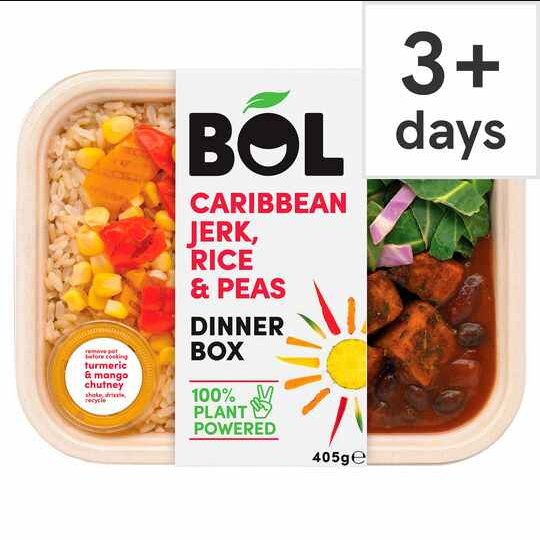 3+
days
BOL
CARIBBEAN
JERK,
RICE
& PEAS
DINNER
BOX
100%
PLANT
POWERED
405g℮
remove pot
before cooking
turmeric
& mango
chutney
shake, drizzle,
recycle